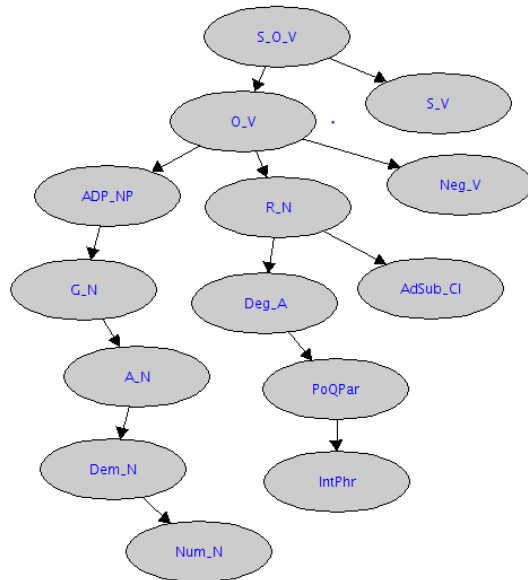 S_O_V
S_V
O_V
Neg_V
ADP_NP
R_N
G_N
Deg_A
AdSub_Cl
A_N
PoQPar
Dem_N
IntPhr
Num_N